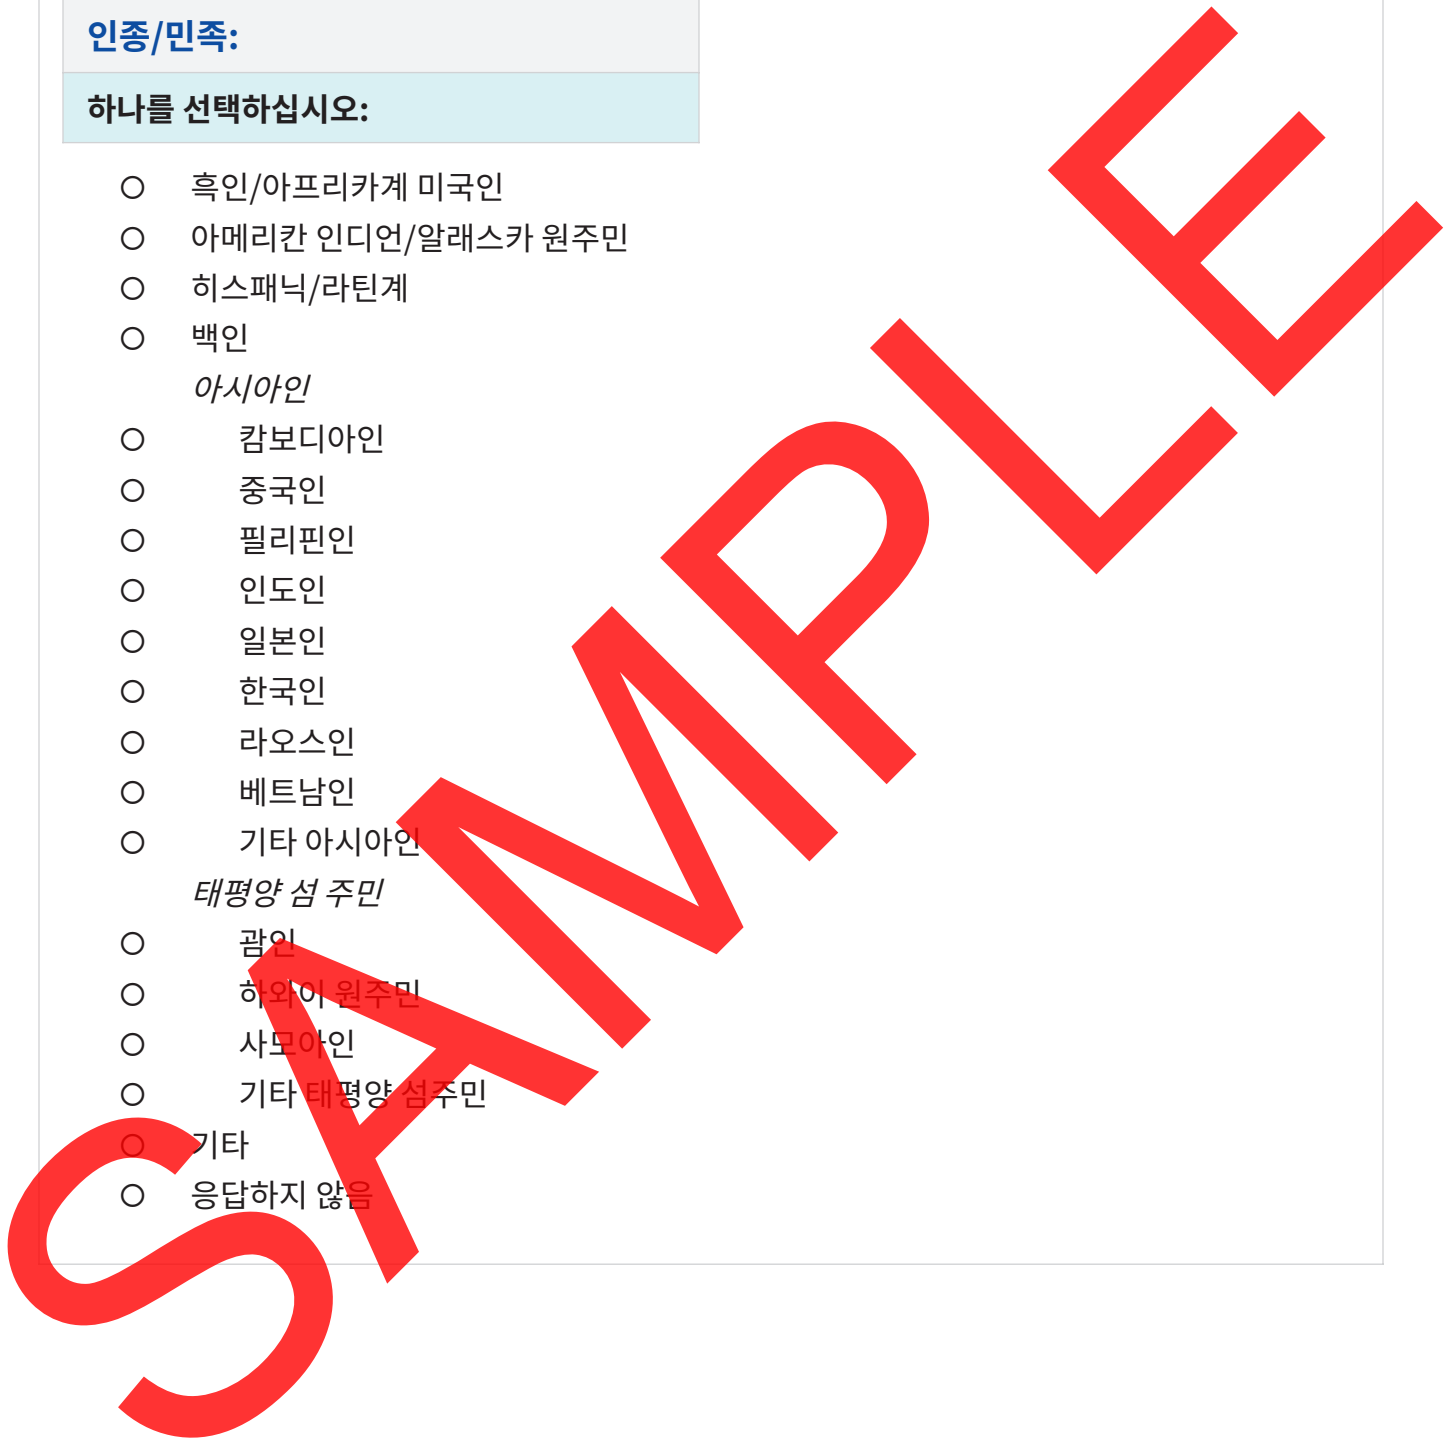 인종/민족:
하나를 선택하십시오:
흑인/아프리카계 미국인
아메리칸 인디언/알래스카 원주민
히스패닉/라틴계
백인
아시아인
캄보디아인
중국인
필리핀인
인도인
일본인
한국인
라오스인
베트남인
기타 아시아인
태평양 섬 주민
괌인
하와이 원주민
사모아인
기타 태평양 섬주민
기타
응답하지 않음
SAMPLE